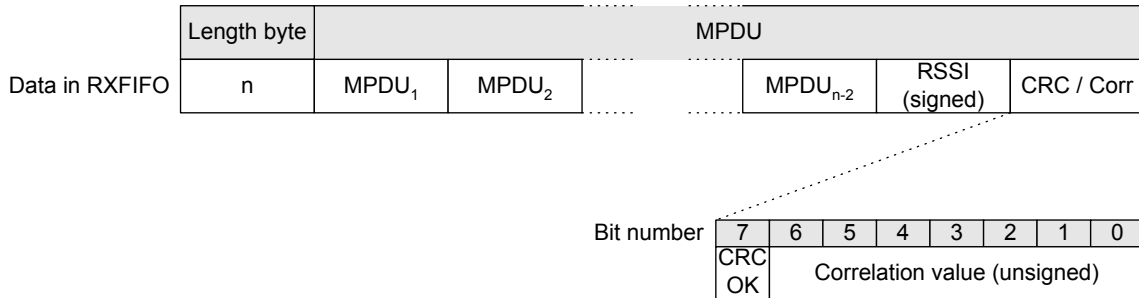 Length byte MPDU
Data in RXFIFO n MPDU1 MPDU2 MPDUn-2 RSSI (signed) CRC / Corr
Bit number 7 6 5 4 3 2 1 0
CRC OK Correlation value (unsigned)